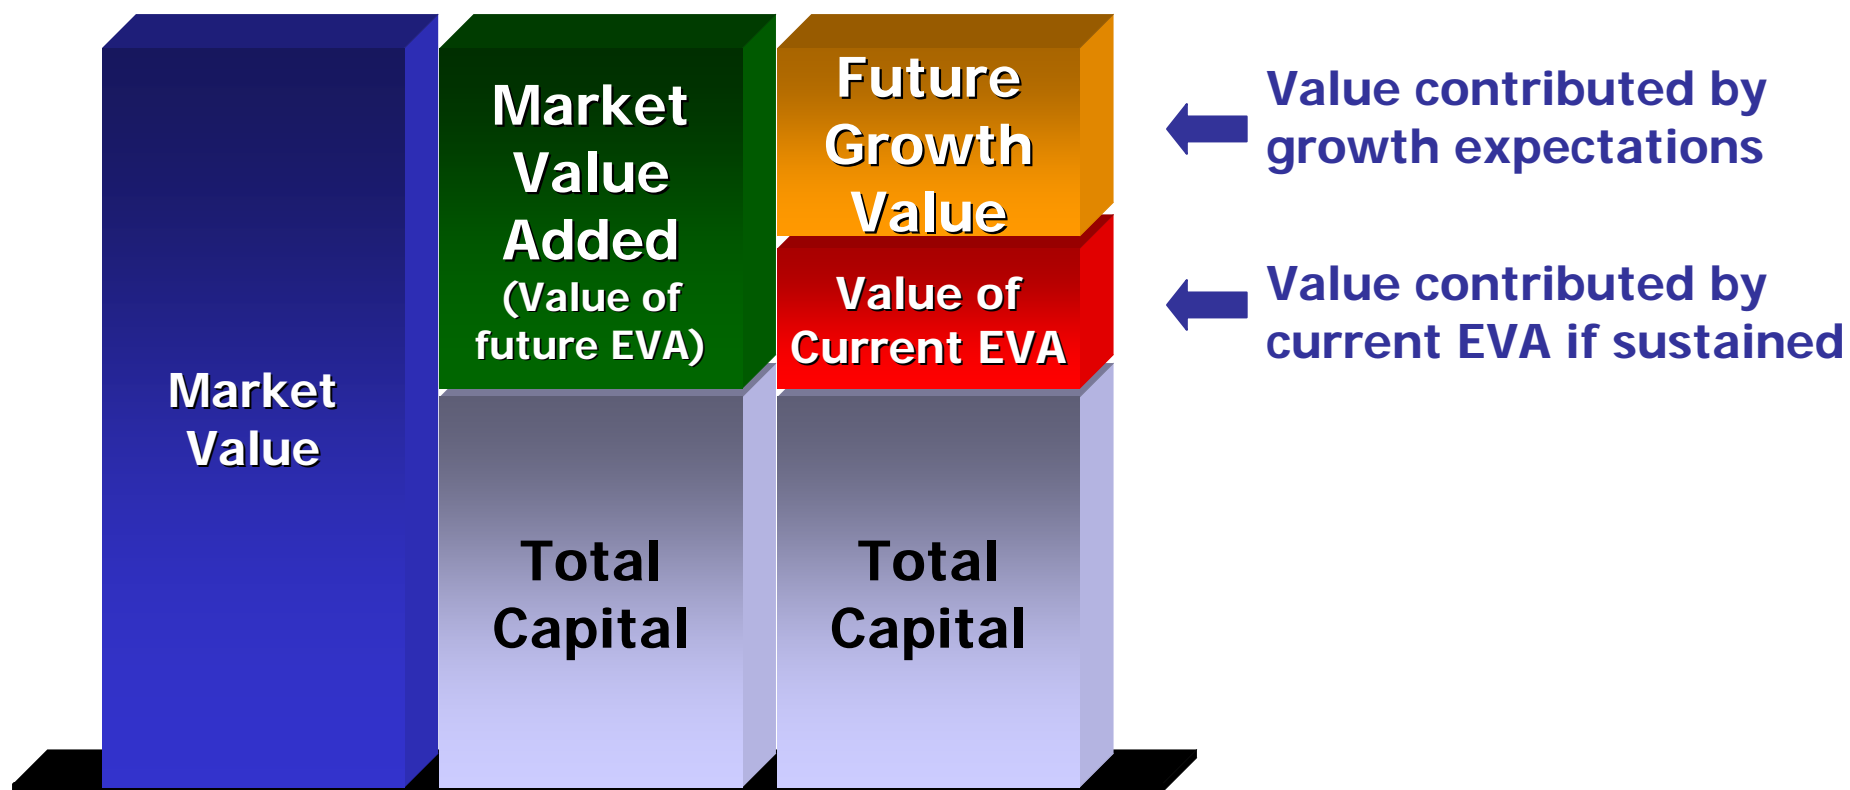 Market
Value
Market
Value
Added
(Value of
future EVA)
Total
Capital
Future
Growth
Value
Value of
Current EVA
Total
Capital
Value contributed by
growth expectations
Value contributed by
current EVA if sustained